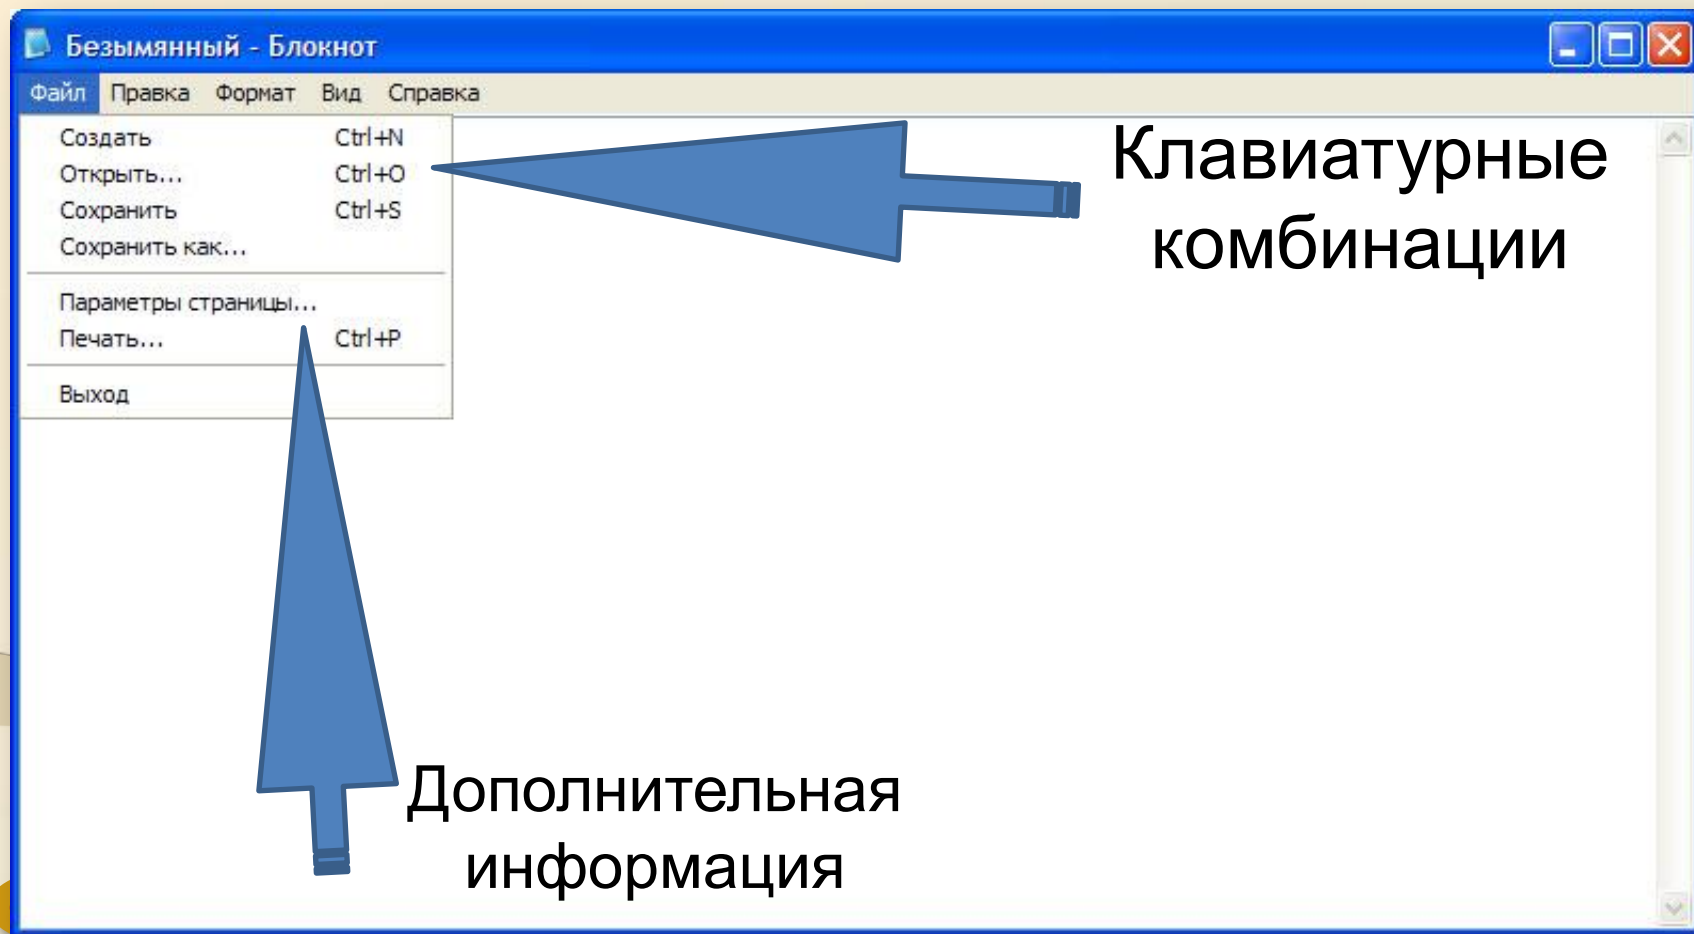 Безымянный - Блокнот
Файл Правка Формат Вид Справка
Создать Ctrl+N
Открыть... Ctrl+O
Сохранить Ctrl+S
Сохранить как...
Параметры страницы...
Печать... Ctrl+P
Выход
Клавиатурные
комбинации
Дополнительная
информация